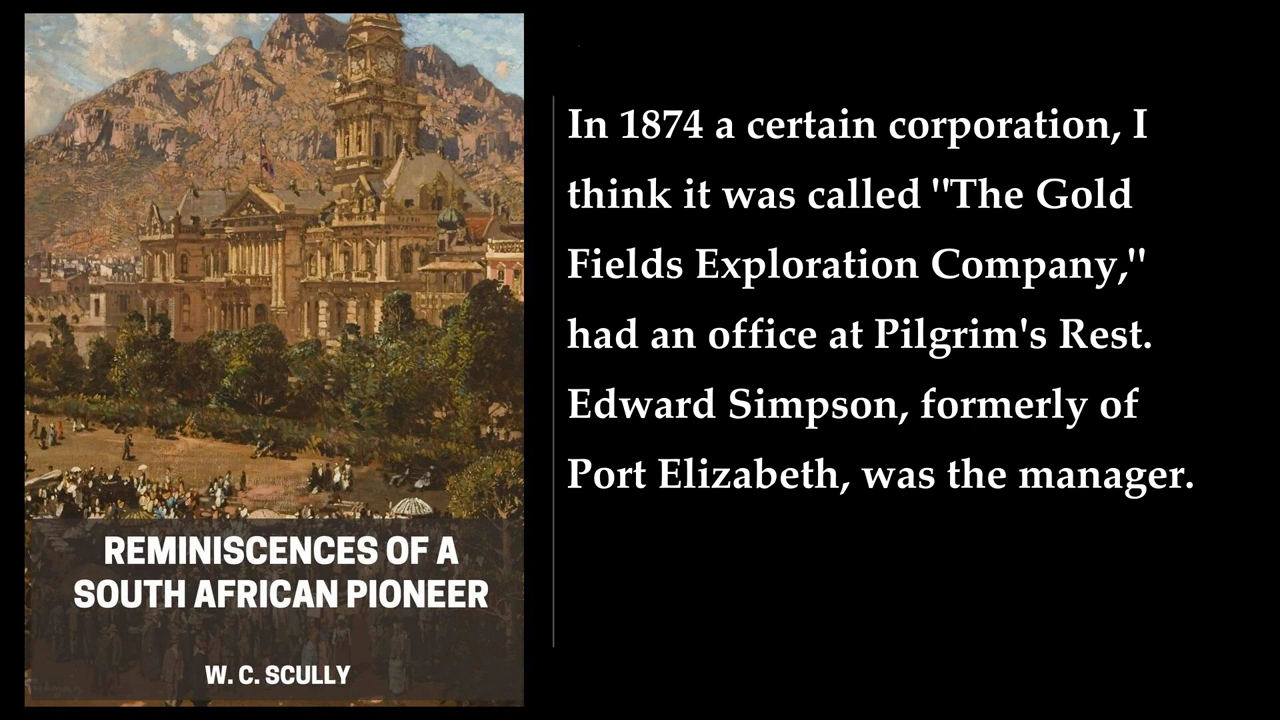 In 1874 a certain corporation, I
think it was called "The Gold
Fields Exploration Company,"
had an office at Pilgrim's Rest.
Edward Simpson, formerly of
Port Elizabeth, was the manager.
REMINISCENCES OF A
SOUTH AFRICAN PIONEER
W. C. SCULLY